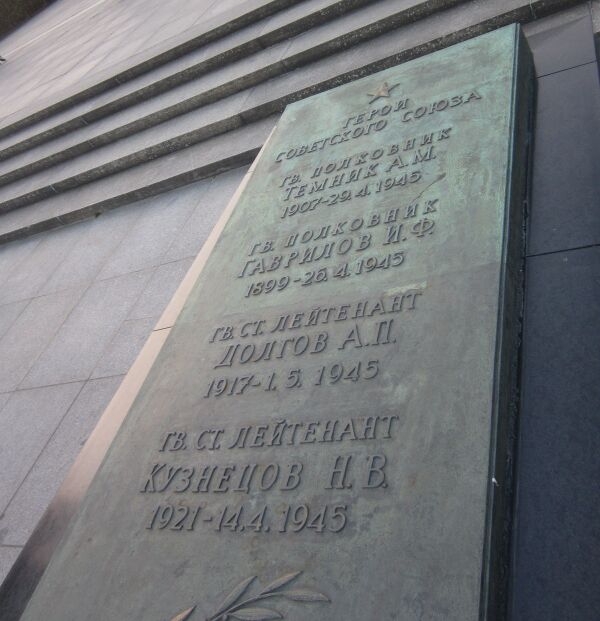 ГЕРОИ
СОВЕТСКОГО СОЮЗА
ГВ. ПОЛКОВНИК
ТЕМНИК А.М.
1907-29.4.1945
ГВ. ПОЛКОВНИК
ГАВРИЛОВ И.Ф.
1899-26.4.1945
ГВ. СТ. ЛЕЙТЕНАНТ
ДОЛГОВ А.П.
1917-1.5.1945
ГВ. СТ. ЛЕЙТЕНАНТ
КУЗНЕЦОВ Н.В.
1921-14.4.1945